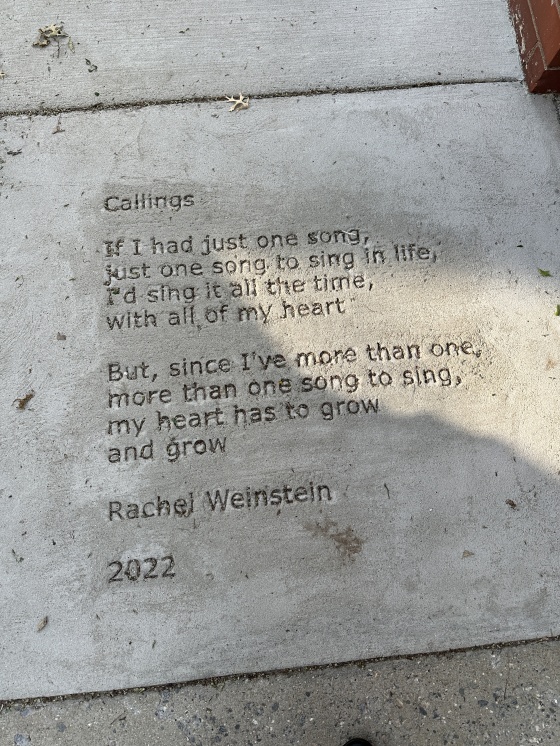 Callings
If I had just one song,
just one song to sing in life,
I'd sing it all the time,
with all of my heart
But, since I've more than one,
more than one song to sing,
my heart has to grow
and grow
Rachel Weinstein
2022